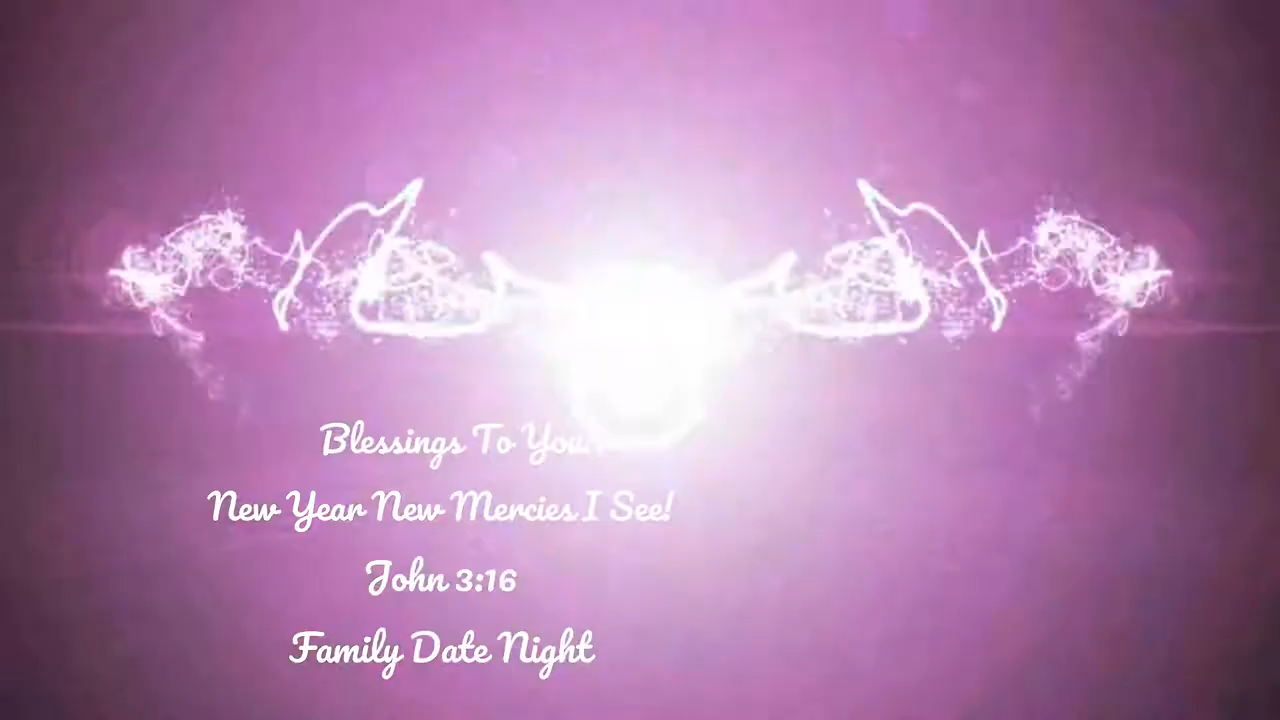 Blessings To You
New Year New Mercies I See!
John 3:16
Family Date Night